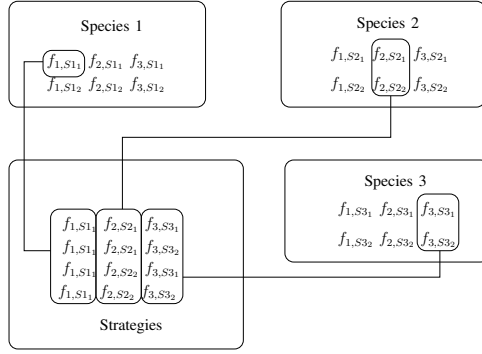 Species 1
f1,S11 f2,S11 f3,S11
f1,S12 f2,S12 f3,S12
Species 2
f1,S21 f2,S21 f3,S21
f1,S22 f2,S22 f3,S22
Species 3
f1,S31 f2,S31 f3,S31
f1,S32 f2,S32 f3,S32
f1,S11 f2,S21 f3,S31
f1,S11 f2,S21 f3,S32
f1,S11 f2,S22 f3,S31
f1,S11 f2,S22 f3,S32
Strategies